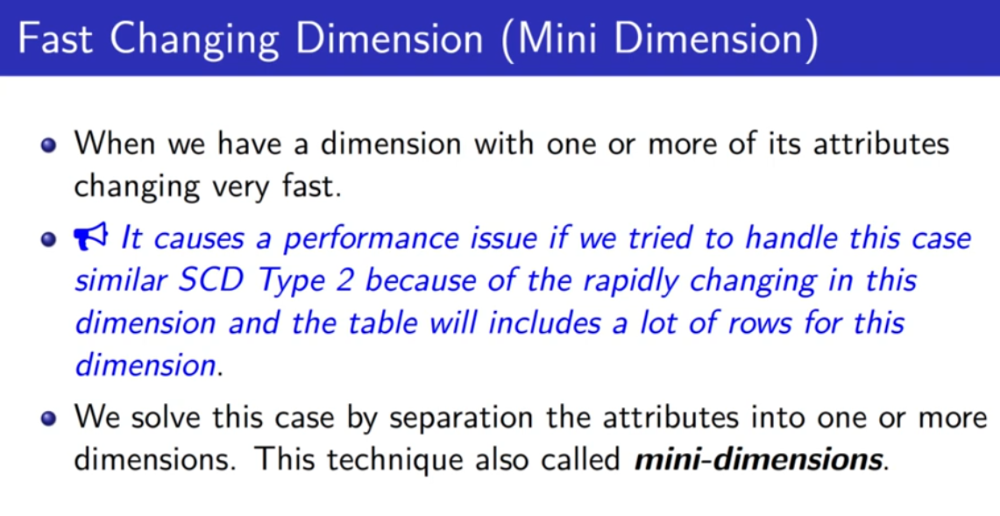 Fast Changing Dimension (Mini Dimension)
When we have a dimension with one or more of its attributes
changing very fast.
It causes a performance issue if we tried to handle this case
similar SCD Type 2 because of the rapidly changing in this
dimension and the table will includes a lot of rows for this
dimension.
We solve this case by separation the attributes into one or more
dimensions. This technique also called mini-dimensions.